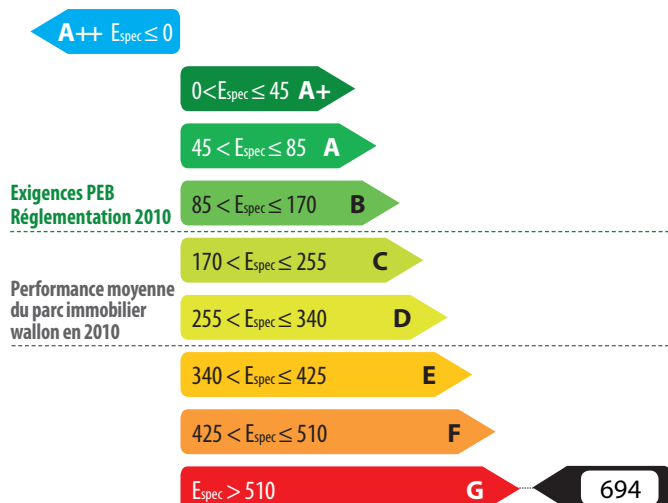 A++ Espec ≤ 0
0<Espec ≤ 45 A+
45 < Espec ≤ 85 A
Exigences PEB
Réglementation 2010
85 < Espec ≤ 170 B
170 < Espec ≤ 255 C
Performance moyenne
du parc immobilier
wallon en 2010
255 < Espec ≤ 340 D
340 < Espec ≤ 425 E
425 < Espec ≤ 510 F
Espec > 510 G 694